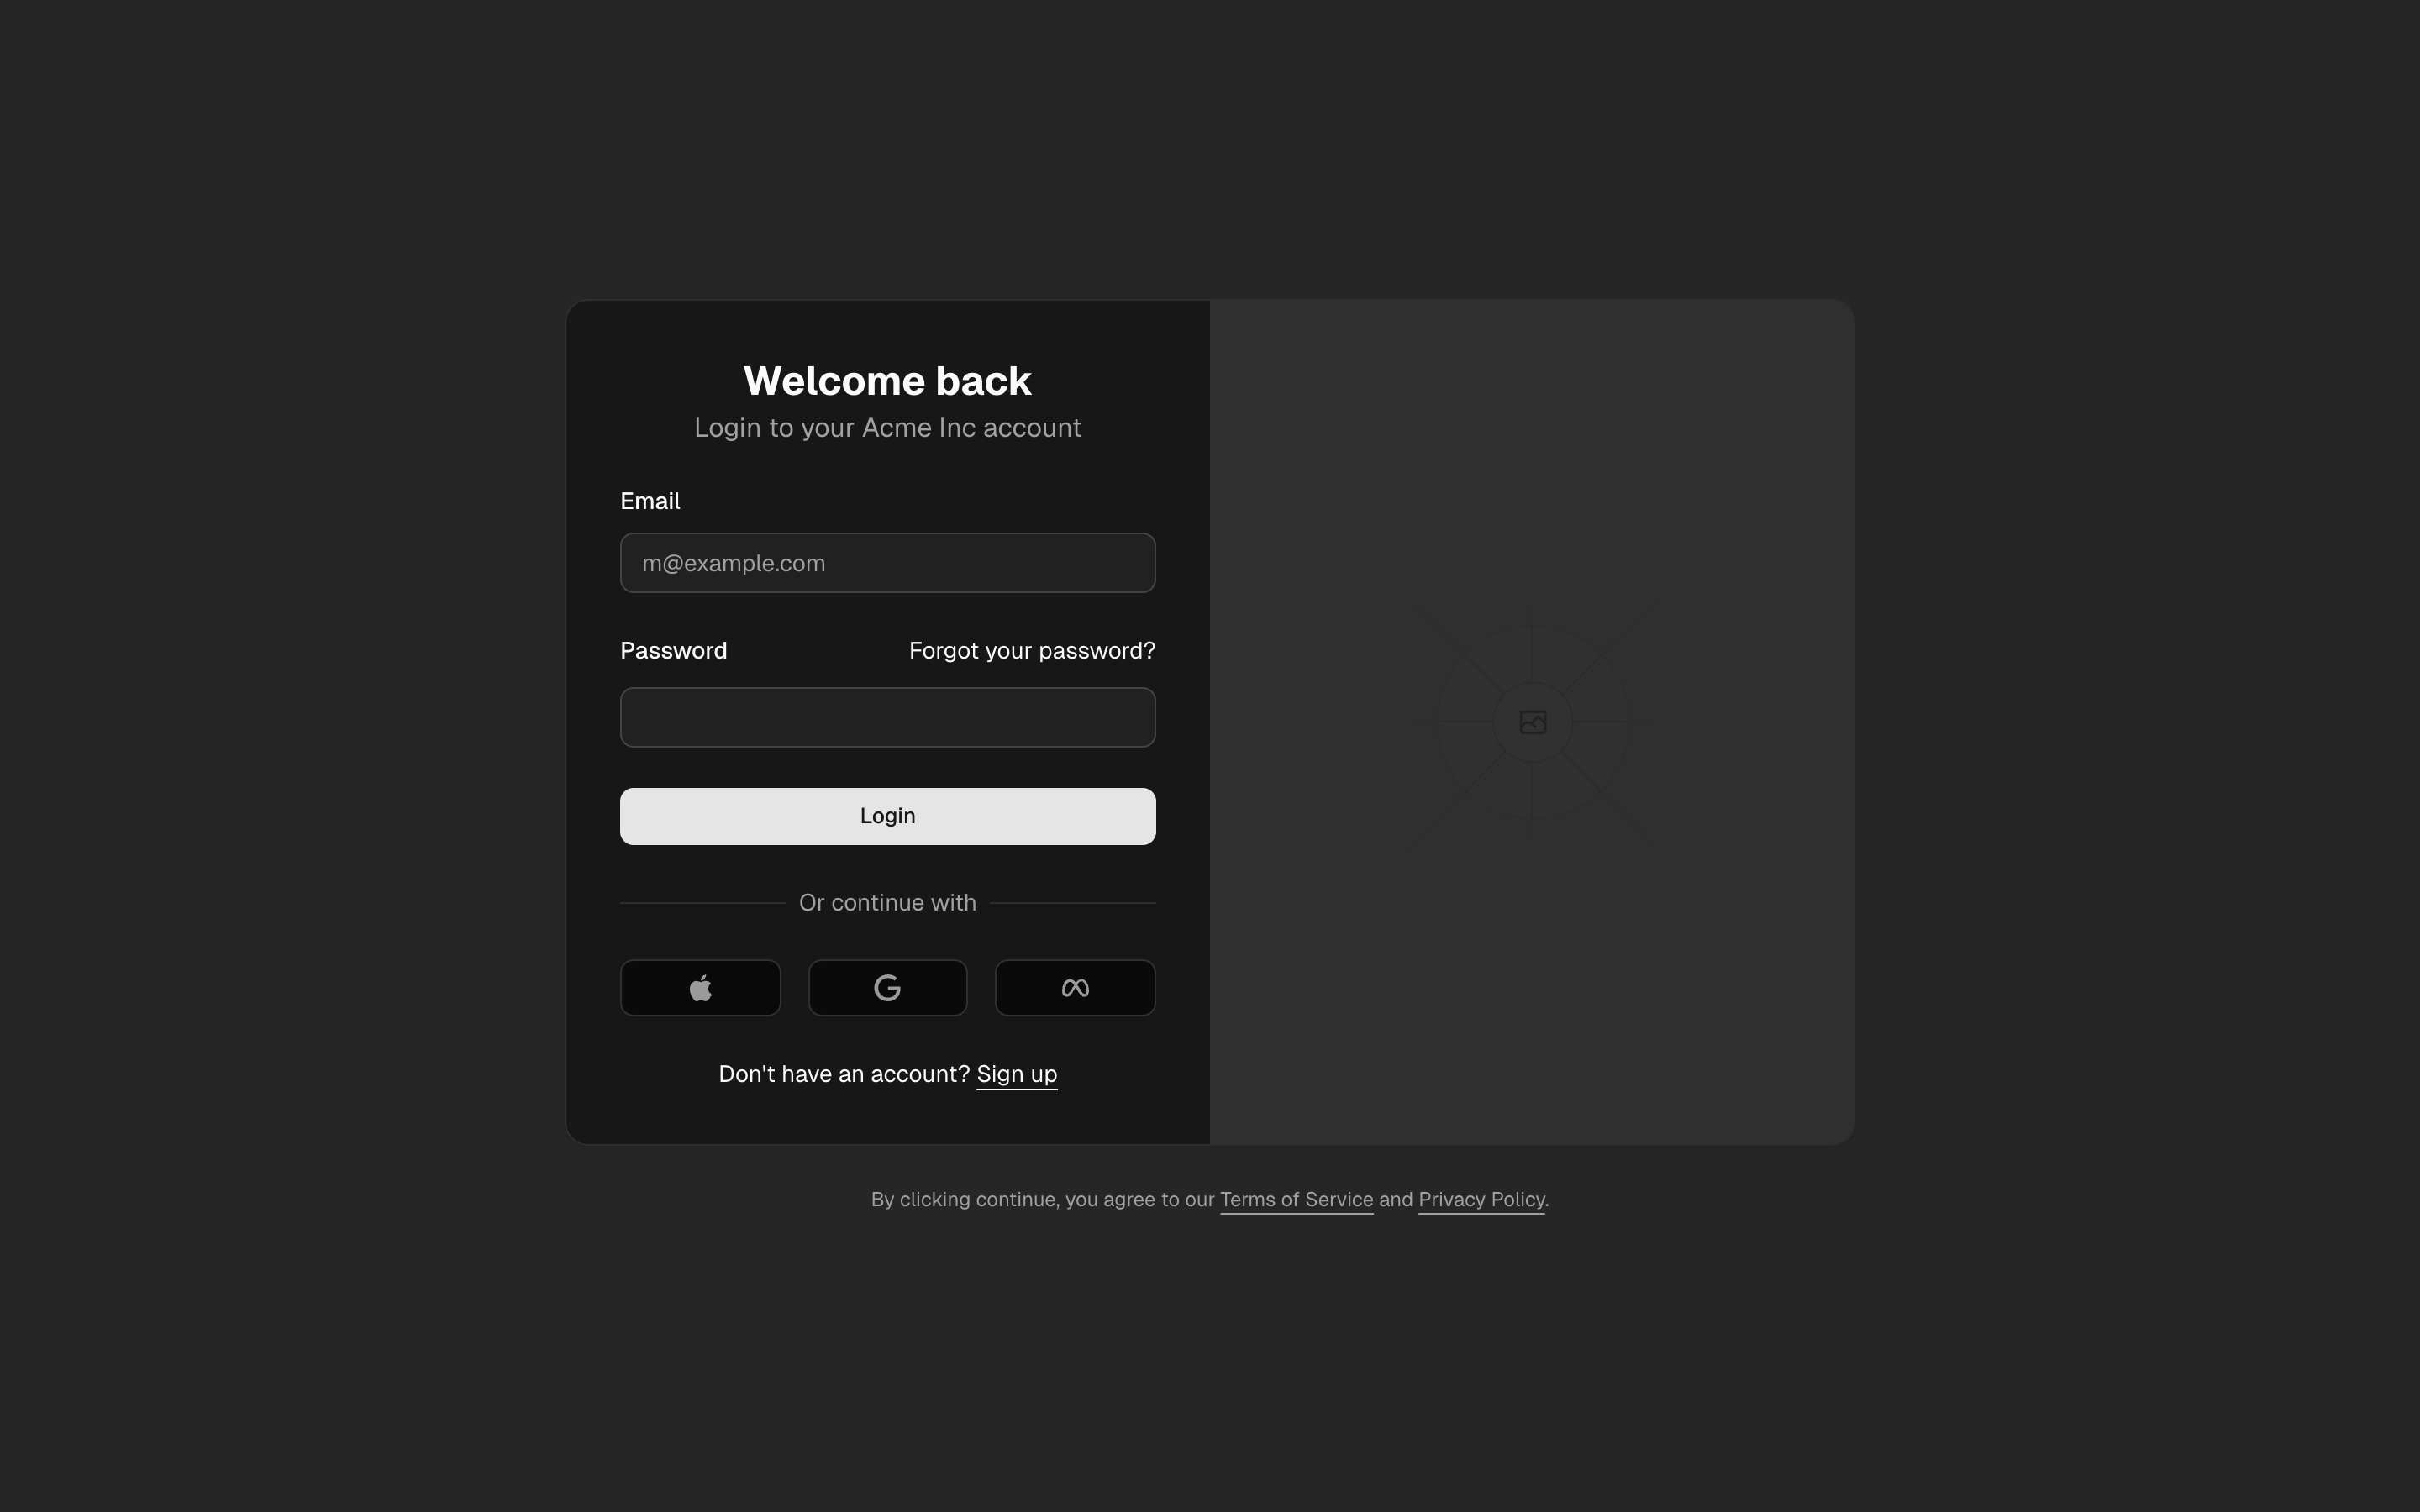 Welcome back
Login to your Acme Inc account
Email
m@example.com
Password Forgot your password?
Login
Or continue with
Don't have an account? Sign up
By clicking continue, you agree to our Terms of Service and Privacy Policy.